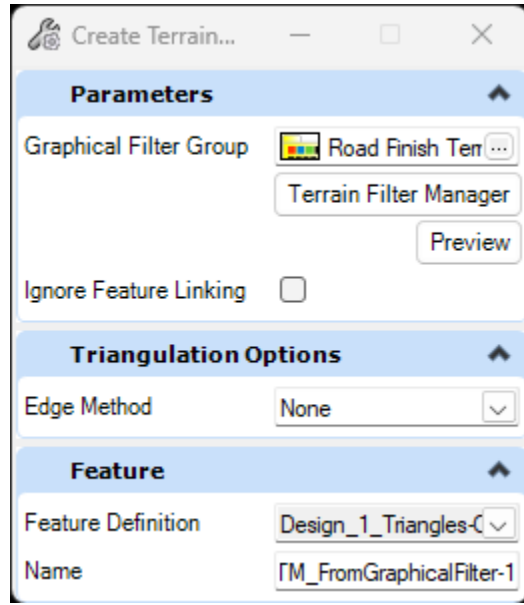 Create Terrain...
Parameters
Graphical Filter Group Road Finish Terr ...
Terrain Filter Manager
Preview
Ignore Feature Linking
Triangulation Options
Edge Method None
Feature
Feature Definition Design_1_Triangles-C
Name TM_FromGraphicalFilter-1